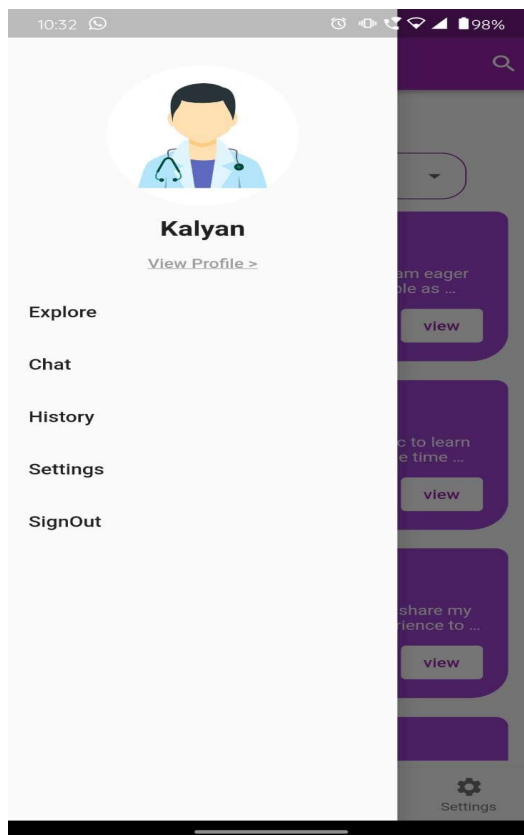 10:32
98%
Kalyan
View Profile >
Explore
Chat
History
Settings
SignOut
am eager
ble as ...
view
c to learn
e time ...
view
share my
rience to ...
view
Settings